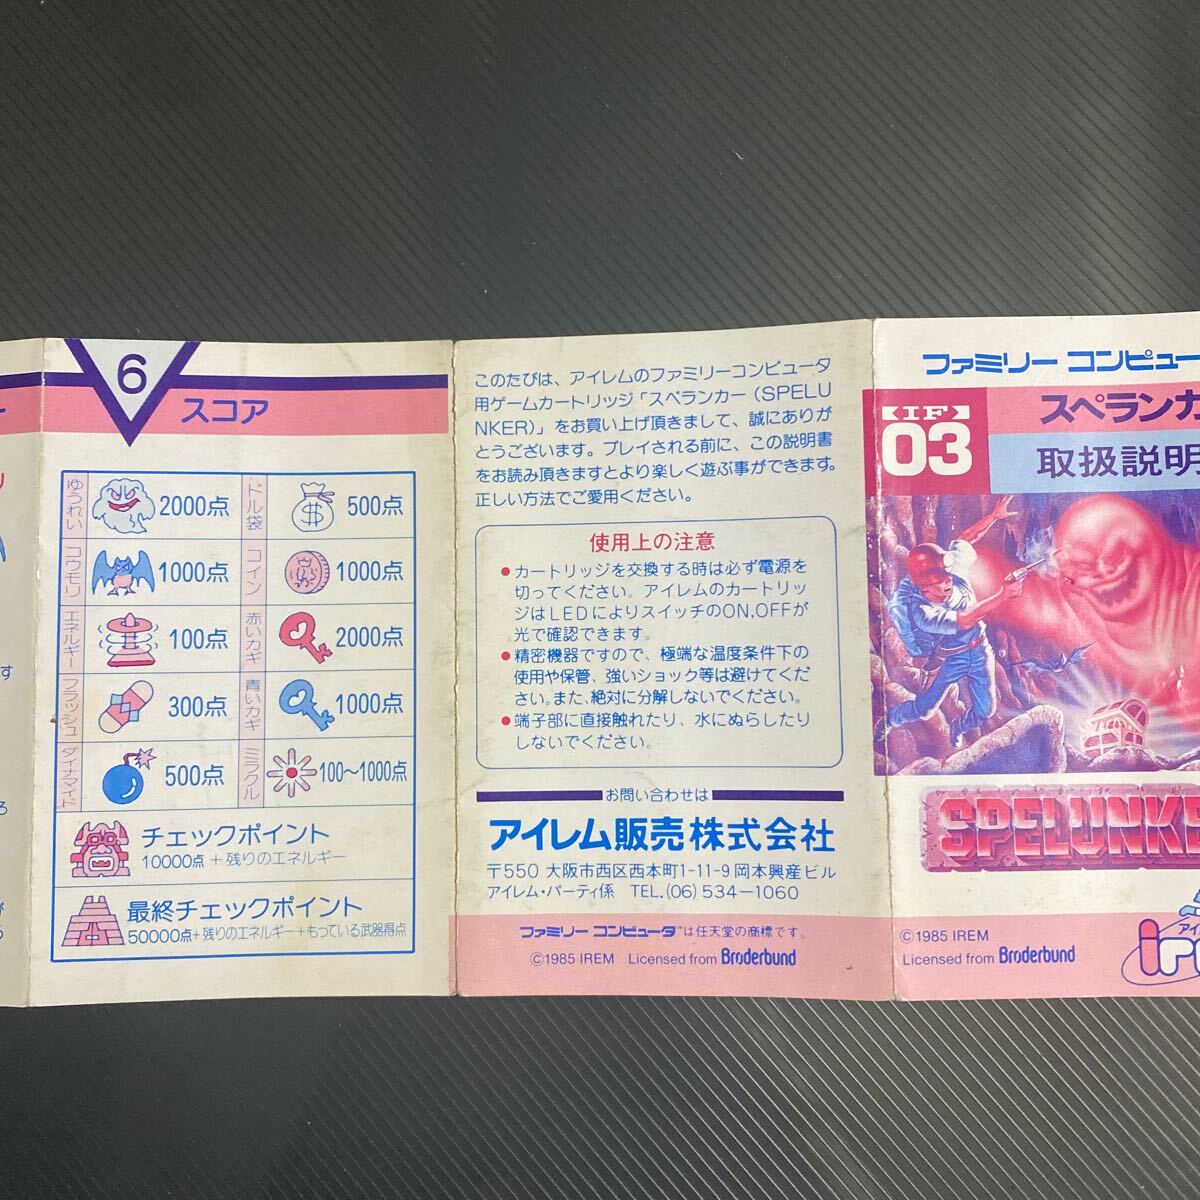 6
スコア
ゆうれい 2000点 ドル袋 500点
コウモリ 1000点 コイン 1000点
エネルギー 100点 赤いカギ 2000点
フラッシュ 300点 青いカギ 1000点
ダイナマイト 500点 ミラクル 100〜1000点
チェックポイント
10000点+残りのエネルギー
最終チェックポイント
50000点+残りのエネルギー+もっている武器得点
このたびは、アイレムのファミリーコンピュータ
用ゲームカートリッジ「スペランカー(SPELU
NKER)」をお買い上げ頂きまして、誠にありが
とうございます。プレイされる前に、この説明書
をお読み頂きますとより楽しく遊ぶ事ができます。
正しい方法でご愛用ください。
使用上の注意
●カートリッジを交換する時は必ず電源を
切ってください。アイレムのカートリッ
ジはLEDによりスイッチのON,OFFが
光で確認できます。
●精密機器ですので、極端な温度条件下の
使用や保管、強いショック等は避けてくだ
さい。また、絶対に分解しないでください。
●端子部に直接触れたり、水にぬらしたり
しないでください。
お問い合わせは
アイレム販売株式会社
〒550 大阪市西区西本町1-11-9 岡本興産ビル
アイレム・パーティ係 TEL.(06)534-1060
ファミリー コンピュータ™は任天堂の商標です。
©1985 IREM Licensed from Brøderbund
ファミリー コンピュ
IF
03
スペランカ
取扱説明
SPELUNKE
©1985 IREM
Licensed from Brøderbund
アイ
ir